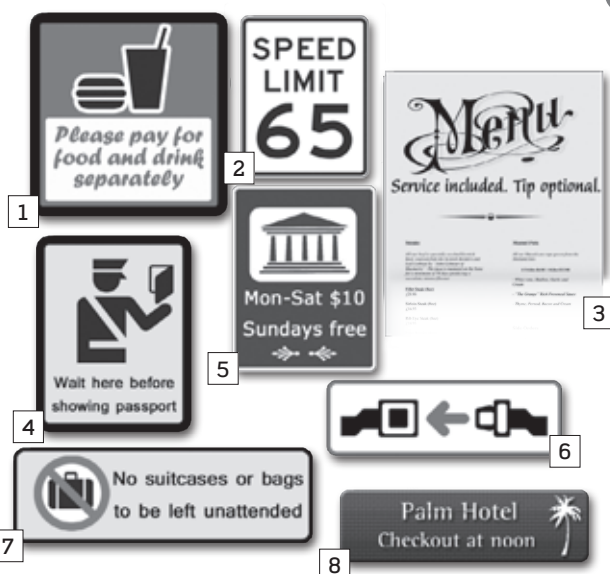 Please pay for
food and drink
separately
1
SPEED
LIMIT
65
2
Menu
Service included. Tip optional.
3
Wait here before
showing passport
4
Mon-Sat $10
Sundays free
5
6
No suitcases or bags
to be left unattended
7
Palm Hotel
Checkout at noon
8